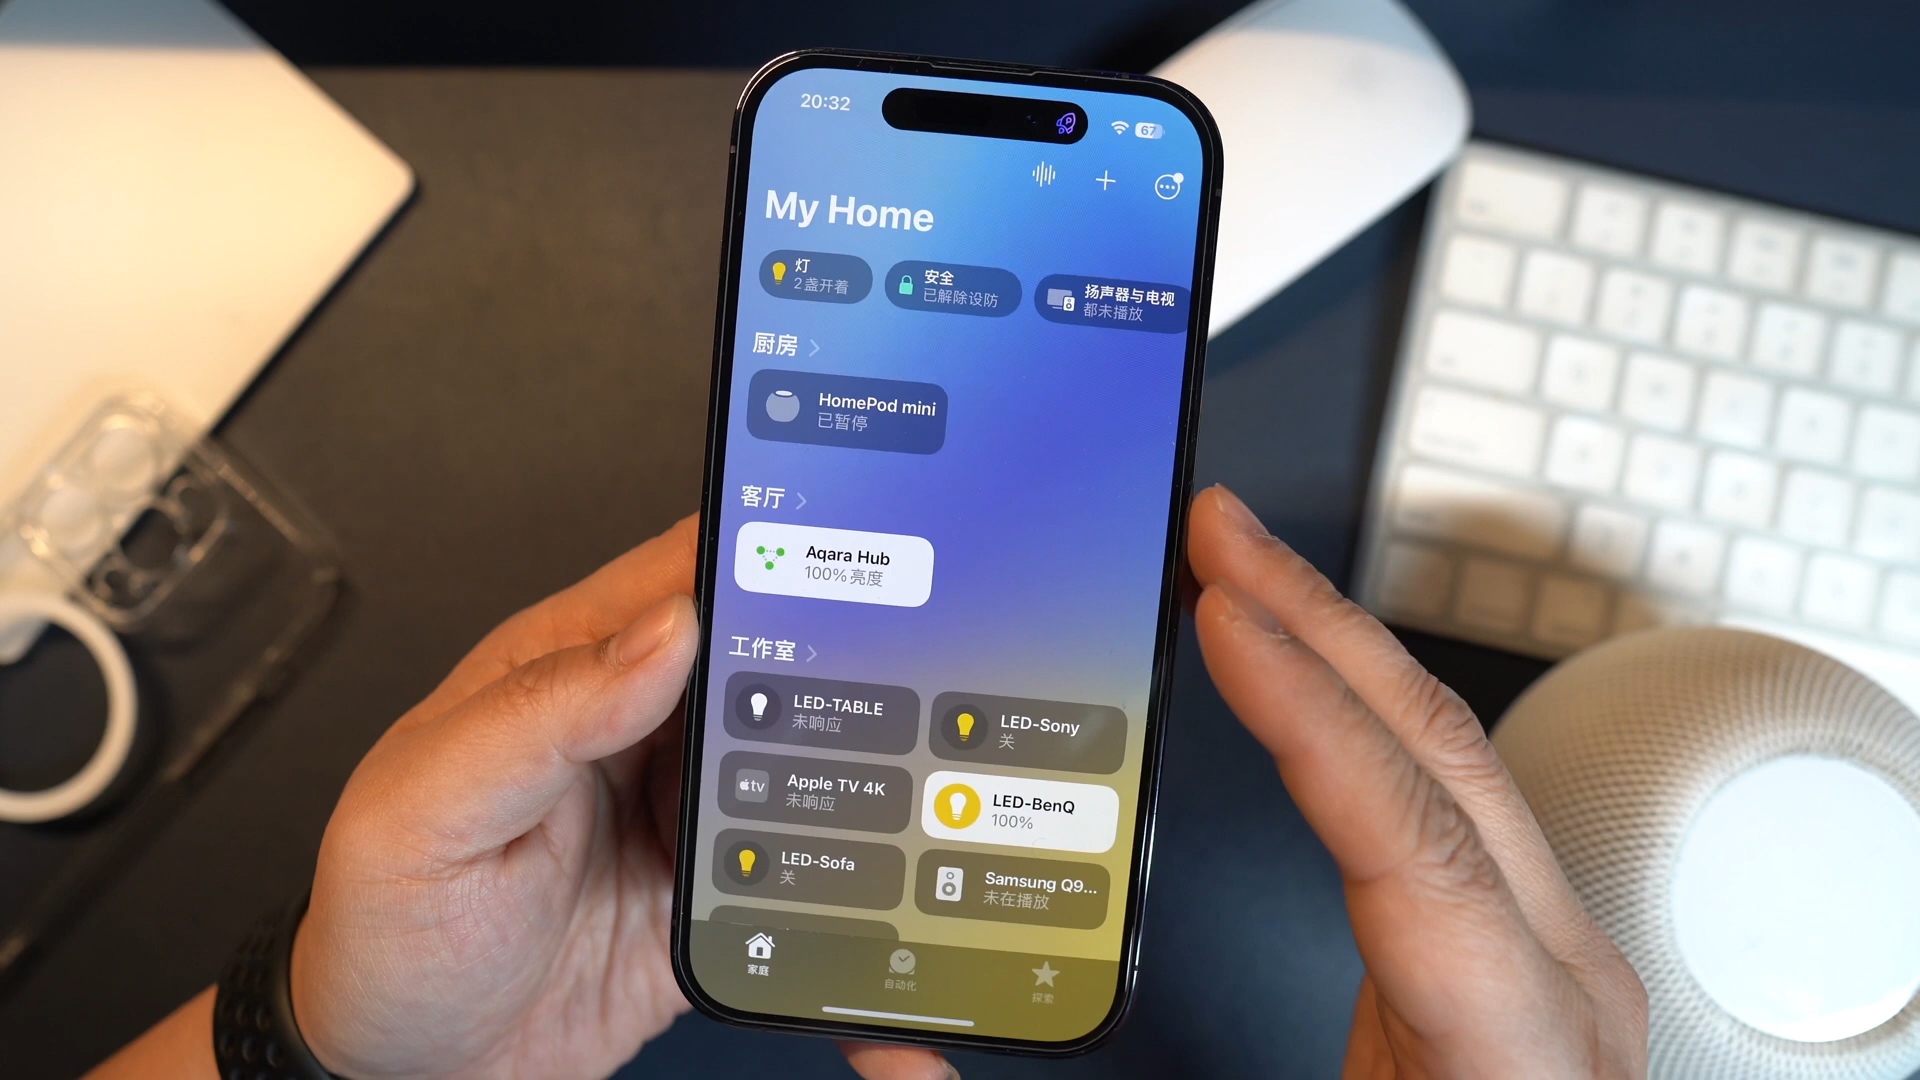 20:32
67
My Home
灯
2盏开着
安全
已解除设防
扬声器与电视
都未播放
厨房
HomePod mini
已暂停
客厅
Aqara Hub
100% 亮度
工作室
LED-TABLE
未响应
LED-Sony
关
tv
Apple TV 4K
未响应
LED-BenQ
100%
LED-Sofa
关
Samsung Q9...
未在播放
家庭
自动化
探索